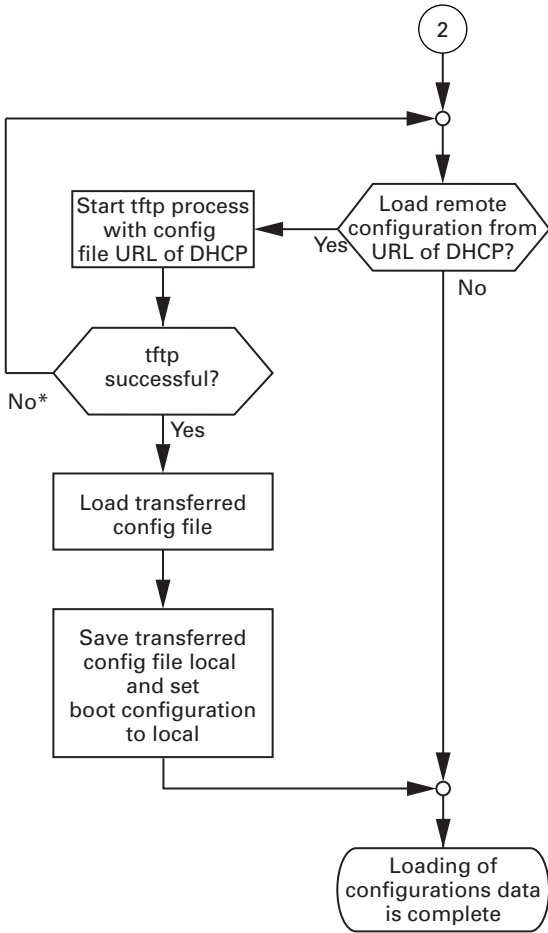 2
Load remote
configuration from
URL of DHCP?
Yes
No
Start tftp process
with config
file URL of DHCP
tftp
successful?
No*
Yes
Load transferred
config file
Save transferred
config file local
and set
boot configuration
to local
Loading of
configurations data
is complete